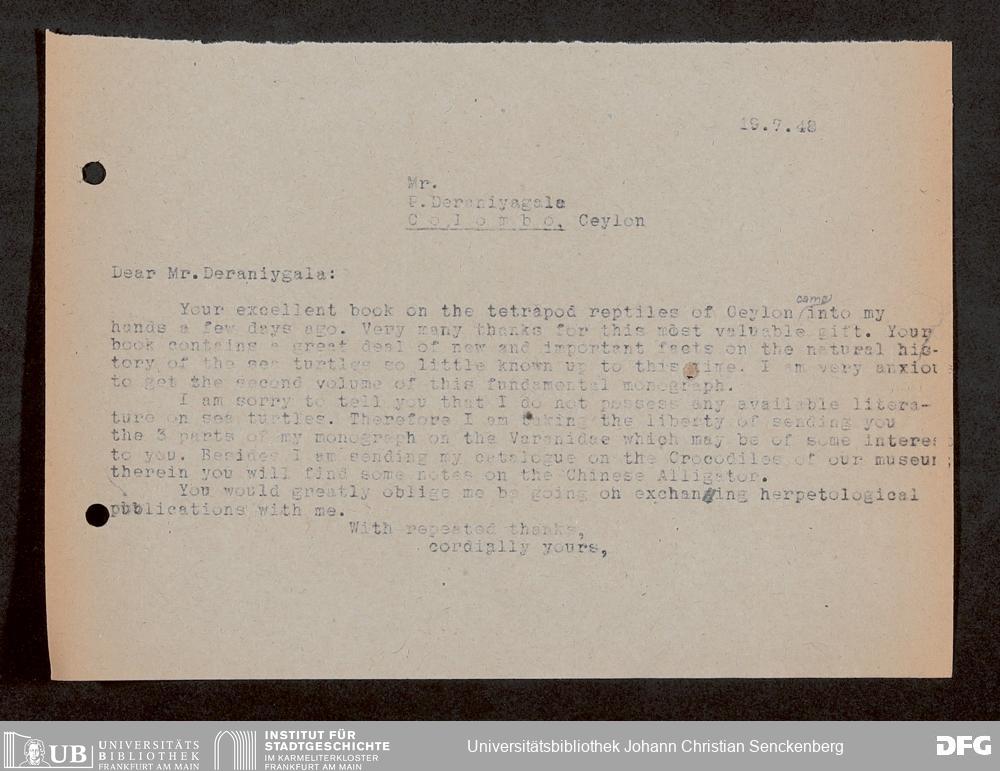 19.7.48
Mr.
P.Deraniyagala
C o l o m b o, Ceylon
Dear Mr.Deraniygala:
came
Your excellent book on the tetrapod reptiles of Ceylon /into my
hands a few days ago. Very many thanks for this most valuable gift. Your
book contains a great deal of new and important facts on the natural his-
tory of the sea turtles so little known up to this time. I am very anxiou
to get the second volume of this fundamental monograph.
I am sorry to tell you that I do not possess any available litera-
ture on sea turtles. Therefore I am taking the liberty of sending you
the 3 parts of my monograph on the Varanidae which may be of some interes
to you. Besides I am sending my catalogue on the Crocodiles of our museum;
therein you will find some notes on the Chinese Alligator.
You would greatly oblige me be going on exchanging herpetological
publications with me.
With repeated thanks,
cordially yours,
UB UNIVERSITÄTS
BIBLIOTHEK
FRANKFURT AM MAIN
INSTITUT FÜR
STADTGESCHICHTE
IM KARMELITERKLOSTER
FRANKFURT AM MAIN
Universitätsbibliothek Johann Christian Senckenberg
DFG